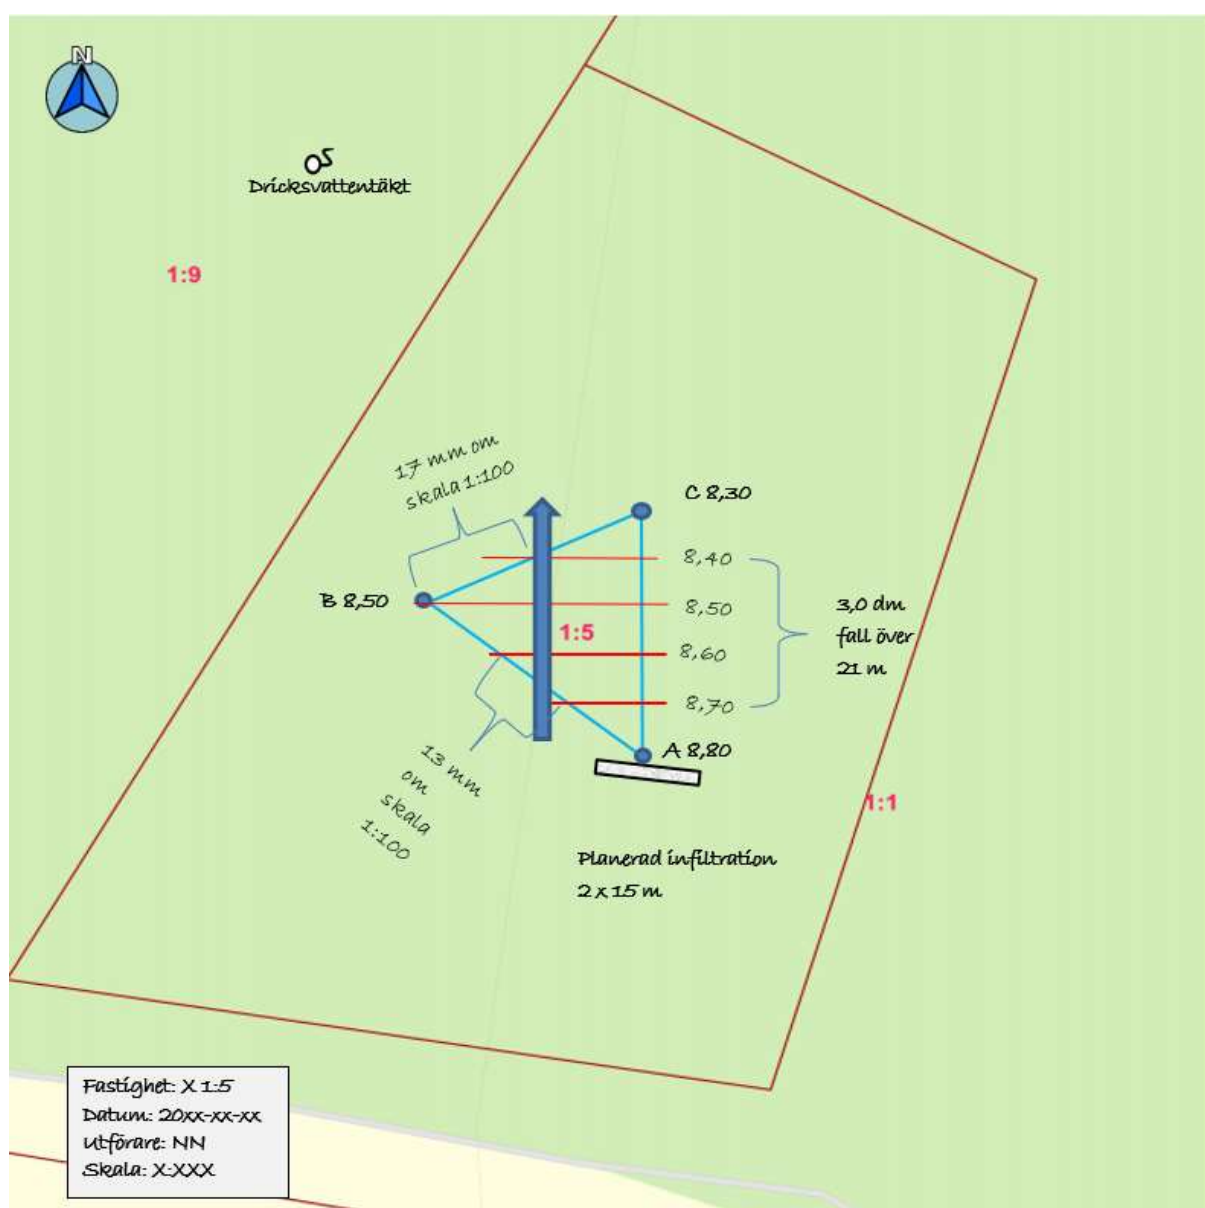 N
Dricksvattentäkt
1:9
17 mm om
skala 1:100
C 8,30
8,40
B 8,50
8,50
1:5
8,60
8,70
3,0 dm
fall över
21 m
A 8,80
13 mm
om
skala
1:100
1:1
Planerad infiltration
2 x 15 m
Fastighet: X 1:5
Datum: 20xx-xx-xx
Utförare: NN
Skala: X:XXX